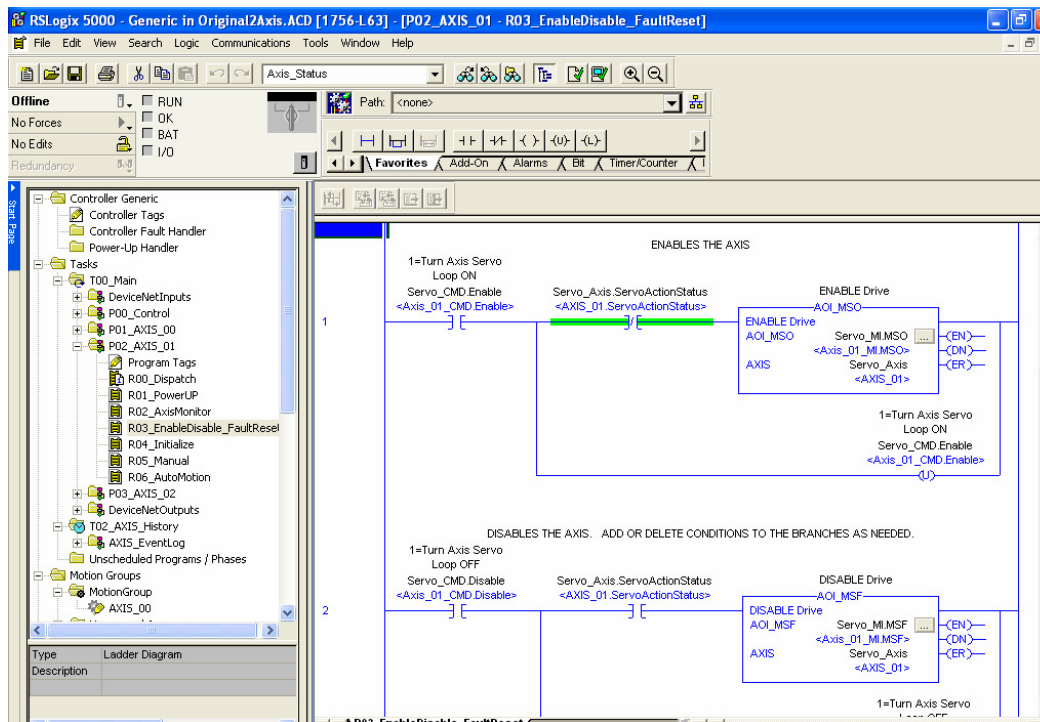 RSLogix 5000 - Generic in Original2Axis.ACD [1756-L63] - [P02_AXIS_01 - R03_EnableDisable_FaultReset]
File Edit View Search Logic Communications Tools Window Help
Axis_Status
Offline
RUN
No Forces
OK
No Edits
BAT
Redundancy
I/O
Path: <none>
Favorites Add-On Alarms Bit Timer/Counter
Start Page
Controller Generic
Controller Tags
Controller Fault Handler
Power-Up Handler
Tasks
T00_Main
DeviceNetInputs
P00_Control
P01_AXIS_00
P02_AXIS_01
Program Tags
R00_Dispatch
R01_PowerUP
R02_AxisMonitor
R03_EnableDisable_FaultReset
R04_Initialize
R05_Manual
R06_AutoMotion
P03_AXIS_02
DeviceNetOutputs
T02_AXIS_History
AXIS_EventLog
Unscheduled Programs / Phases
Motion Groups
MotionGroup
AXIS_00
Type Ladder Diagram
Description
ENABLES THE AXIS
1=Turn Axis Servo
Loop ON
Servo_CMD.Enable
<Axis_01_CMD.Enable>
Servo_Axis.ServoActionStatus
<AXIS_01.ServoActionStatus>
1
ENABLE Drive
AOI_MSO
ENABLE Drive
AOI_MSO Servo_MI.MSO ...
<Axis_01_MI.MSO>
AXIS Servo_Axis
<AXIS_01>
(EN)
(DN)
(ER)
1=Turn Axis Servo
Loop ON
Servo_CMD.Enable
<Axis_01_CMD.Enable>
(U)
DISABLES THE AXIS. ADD OR DELETE CONDITIONS TO THE BRANCHES AS NEEDED.
1=Turn Axis Servo
Loop OFF
Servo_CMD.Disable
<Axis_01_CMD.Disable>
Servo_Axis.ServoActionStatus
<AXIS_01.ServoActionStatus>
2
DISABLE Drive
AOI_MSF
DISABLE Drive
AOI_MSF Servo_MI.MSF ...
<Axis_01_MI.MSF>
AXIS Servo_Axis
<AXIS_01>
(EN)
(DN)
(ER)
1=Turn Axis Servo
Loop OFF
R03_EnableDisable_FaultReset